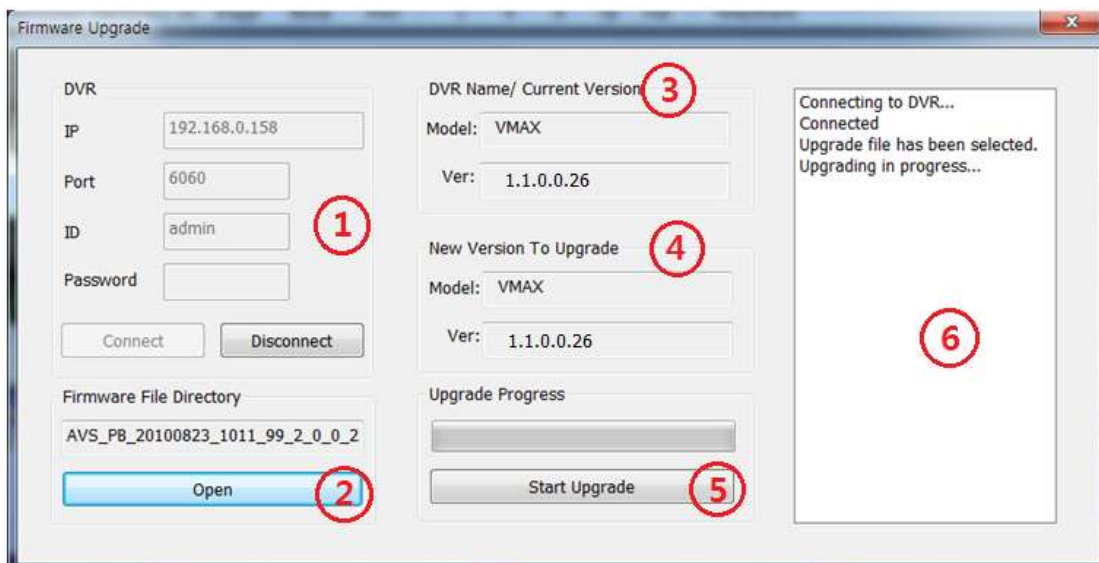 Firmware Upgrade
DVR
IP 192.168.0.158
Port 6060
ID admin
Password
Connect Disconnect
1
Firmware File Directory
AVS_PB_20100823_1011_99_2_0_0_2
Open
2
DVR Name/ Current Version
3
Model: VMAX
Ver: 1.1.0.0.26
New Version To Upgrade
4
Model: VMAX
Ver: 1.1.0.0.26
Upgrade Progress
Start Upgrade
5
Connecting to DVR...
Connected
Upgrade file has been selected.
Upgrading in progress...
6